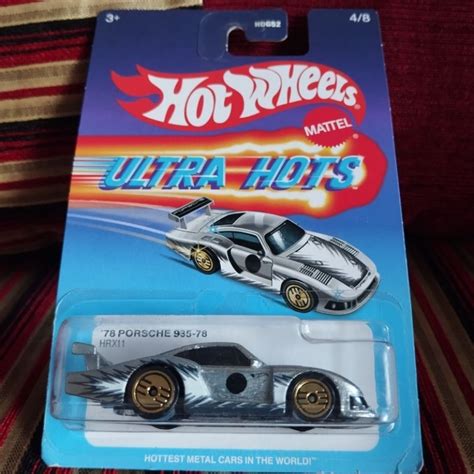 3+
HDG52
4/8
Hot Wheels
MATTEL
ULTRA HOTS
'78 PORSCHE 935-78
HRX11
HOTTEST METAL CARS IN THE WORLD!™